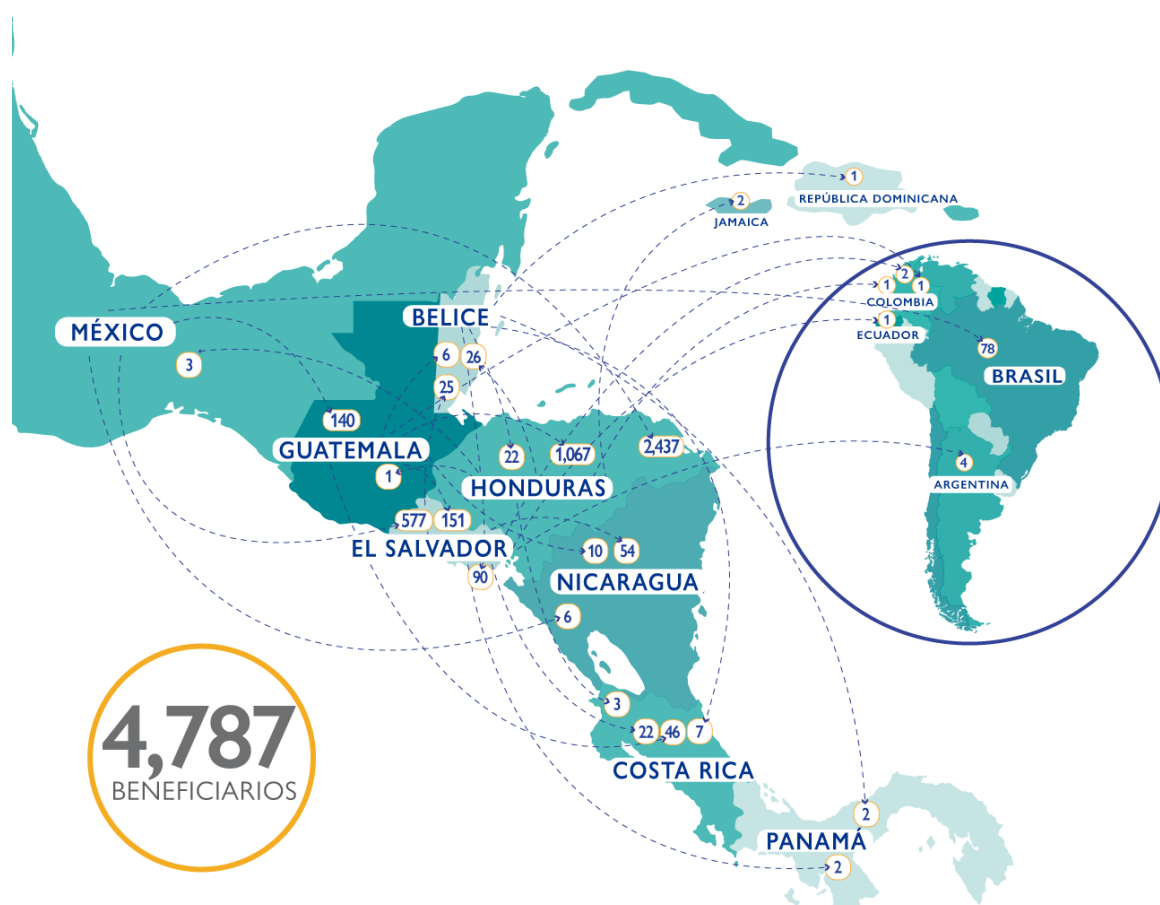 1
REPÚBLICA DOMINICANA
2
JAMAICA
2
1
1
COLOMBIA
1
ECUADOR
78
BRASIL
4
ARGENTINA
MÉXICO
3
BELICE
6
26
25
140
GUATEMALA
1
22
1,067
2,437
HONDURAS
577
151
EL SALVADOR
90
10
54
NICARAGUA
6
3
22
46
7
COSTA RICA
2
PANAMÁ
2
4,787
BENEFICIARIOS